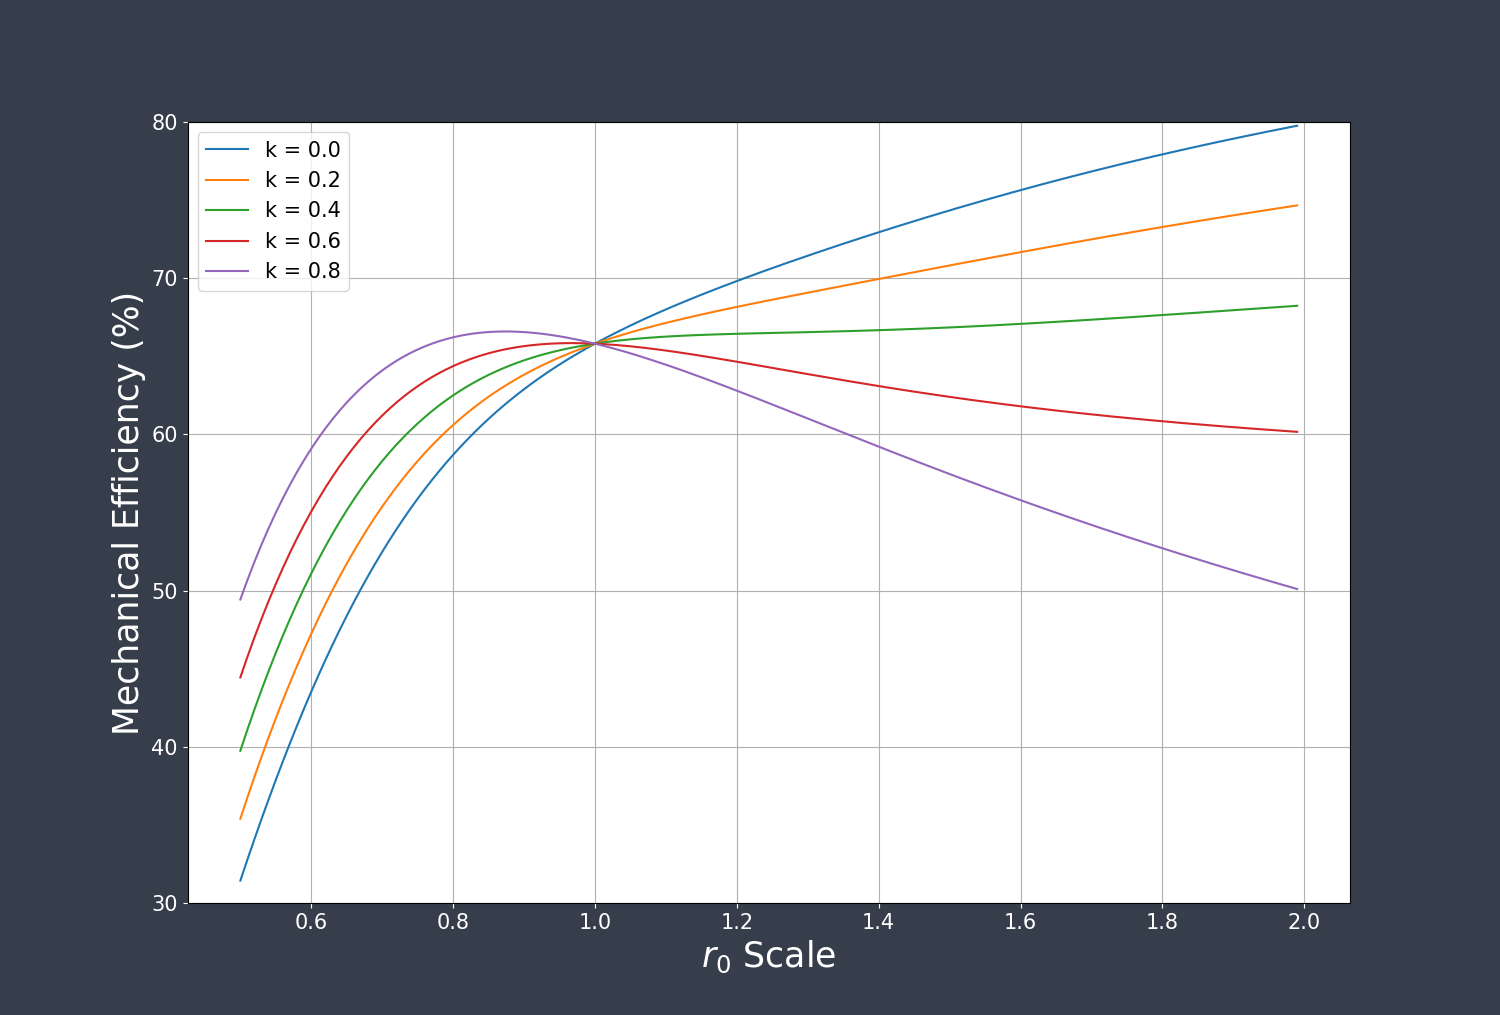 80
70
60
50
40
30
Mechanical Efficiency (%)
k = 0.0
k = 0.2
k = 0.4
k = 0.6
k = 0.8
0.6 0.8 1.0 1.2 1.4 1.6 1.8 2.0
r₀ Scale